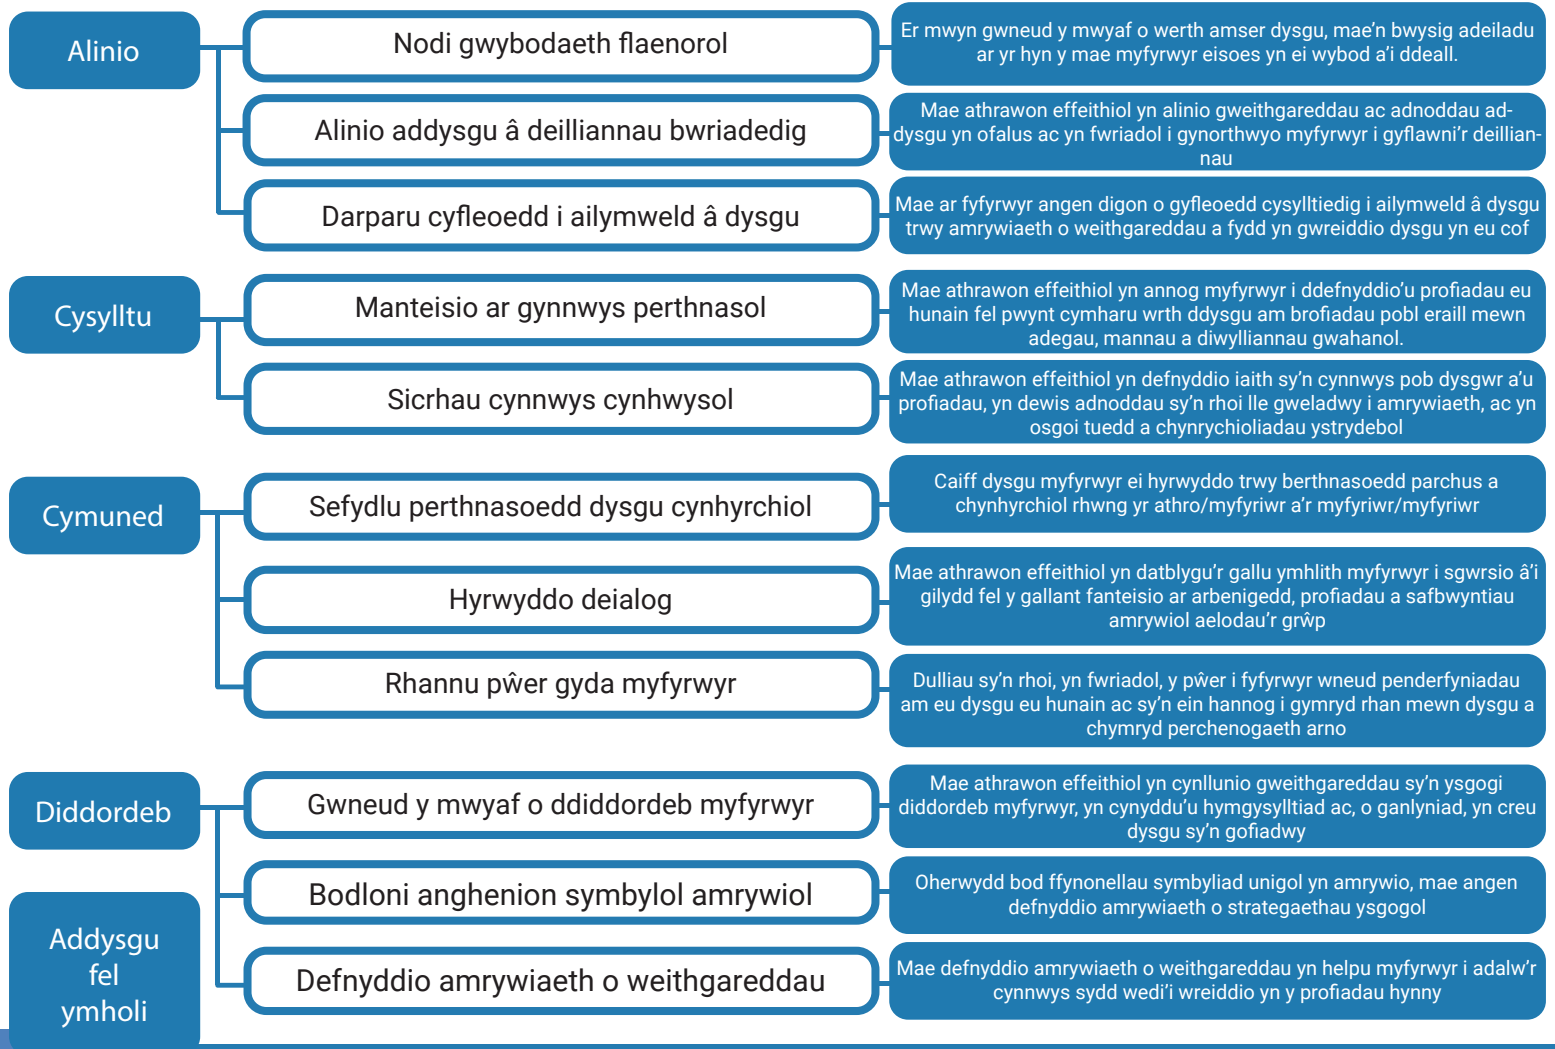 Alinio
Nodi gwybodaeth flaenorol
Er mwyn gwneud y mwyaf o werth amser dysgu, mae’n bwysig adeiladu
ar yr hyn y mae myfyrwyr eisoes yn ei wybod a’i ddeall.
Alinio addysgu â deilliannau bwriadedig
Mae athrawon effeithiol yn alinio gweithgareddau ac adnoddau ad-
dysgu yn ofalus ac yn fwriadol i gynorthwyo myfyrwyr i gyflawni’r deillian-
nau
Darparu cyfleoedd i ailymweld â dysgu
Mae ar fyfyrwyr angen digon o gyfleoedd cysylltiedig i ailymweld â dysgu
trwy amrywiaeth o weithgareddau a fydd yn gwreiddio dysgu yn eu cof
Cysylltu
Manteisio ar gynnwys perthnasol
Mae athrawon effeithiol yn annog myfyrwyr i ddefnyddio’u profiadau eu
hunain fel pwynt cymharu wrth ddysgu am brofiadau pobl eraill mewn
adegau, mannau a diwylliannau gwahanol.
Sicrhau cynnwys cynhwysol
Mae athrawon effeithiol yn defnyddio iaith sy’n cynnwys pob dysgwr a’u
profiadau, yn dewis adnoddau sy’n rhoi lle gweladwy i amrywiaeth, ac yn
osgoi tuedd a chynrychioliadau ystrydebol
Cymuned
Sefydlu perthnasoedd dysgu cynhyrchiol
Caiff dysgu myfyrwyr ei hyrwyddo trwy berthnasoedd parchus a
chynhyrchiol rhwng yr athro/myfyriwr a’r myfyriwr/myfyriwr
Hyrwyddo deialog
Mae athrawon effeithiol yn datblygu’r gallu ymhlith myfyrwyr i sgwrsio â’i
gilydd fel y gallant fanteisio ar arbenigedd, profiadau a safbwyntiau
amrywiol aelodau’r grŵp
Rhannu pŵer gyda myfyrwyr
Dulliau sy’n rhoi, yn fwriadol, y pŵer i fyfyrwyr wneud penderfyniadau
am eu dysgu eu hunain ac sy’n ein hannog i gymryd rhan mewn dysgu a
chymryd perchenogaeth arno
Diddordeb
Gwneud y mwyaf o ddiddordeb myfyrwyr
Mae athrawon effeithiol yn cynllunio gweithgareddau sy’n ysgogi
diddordeb myfyrwyr, yn cynyddu’u hymgysylltiad ac, o ganlyniad, yn creu
dysgu sy’n gofiadwy
Bodloni anghenion symbylol amrywiol
Oherwydd bod ffynonellau symbyliad unigol yn amrywio, mae angen
defnyddio amrywiaeth o strategaethau ysgogol
Defnyddio amrywiaeth o weithgareddau
Mae defnyddio amrywiaeth o weithgareddau yn helpu myfyrwyr i adalw’r
cynnwys sydd wedi’i wreiddio yn y profiadau hynny
Addysgu
fel
ymholi